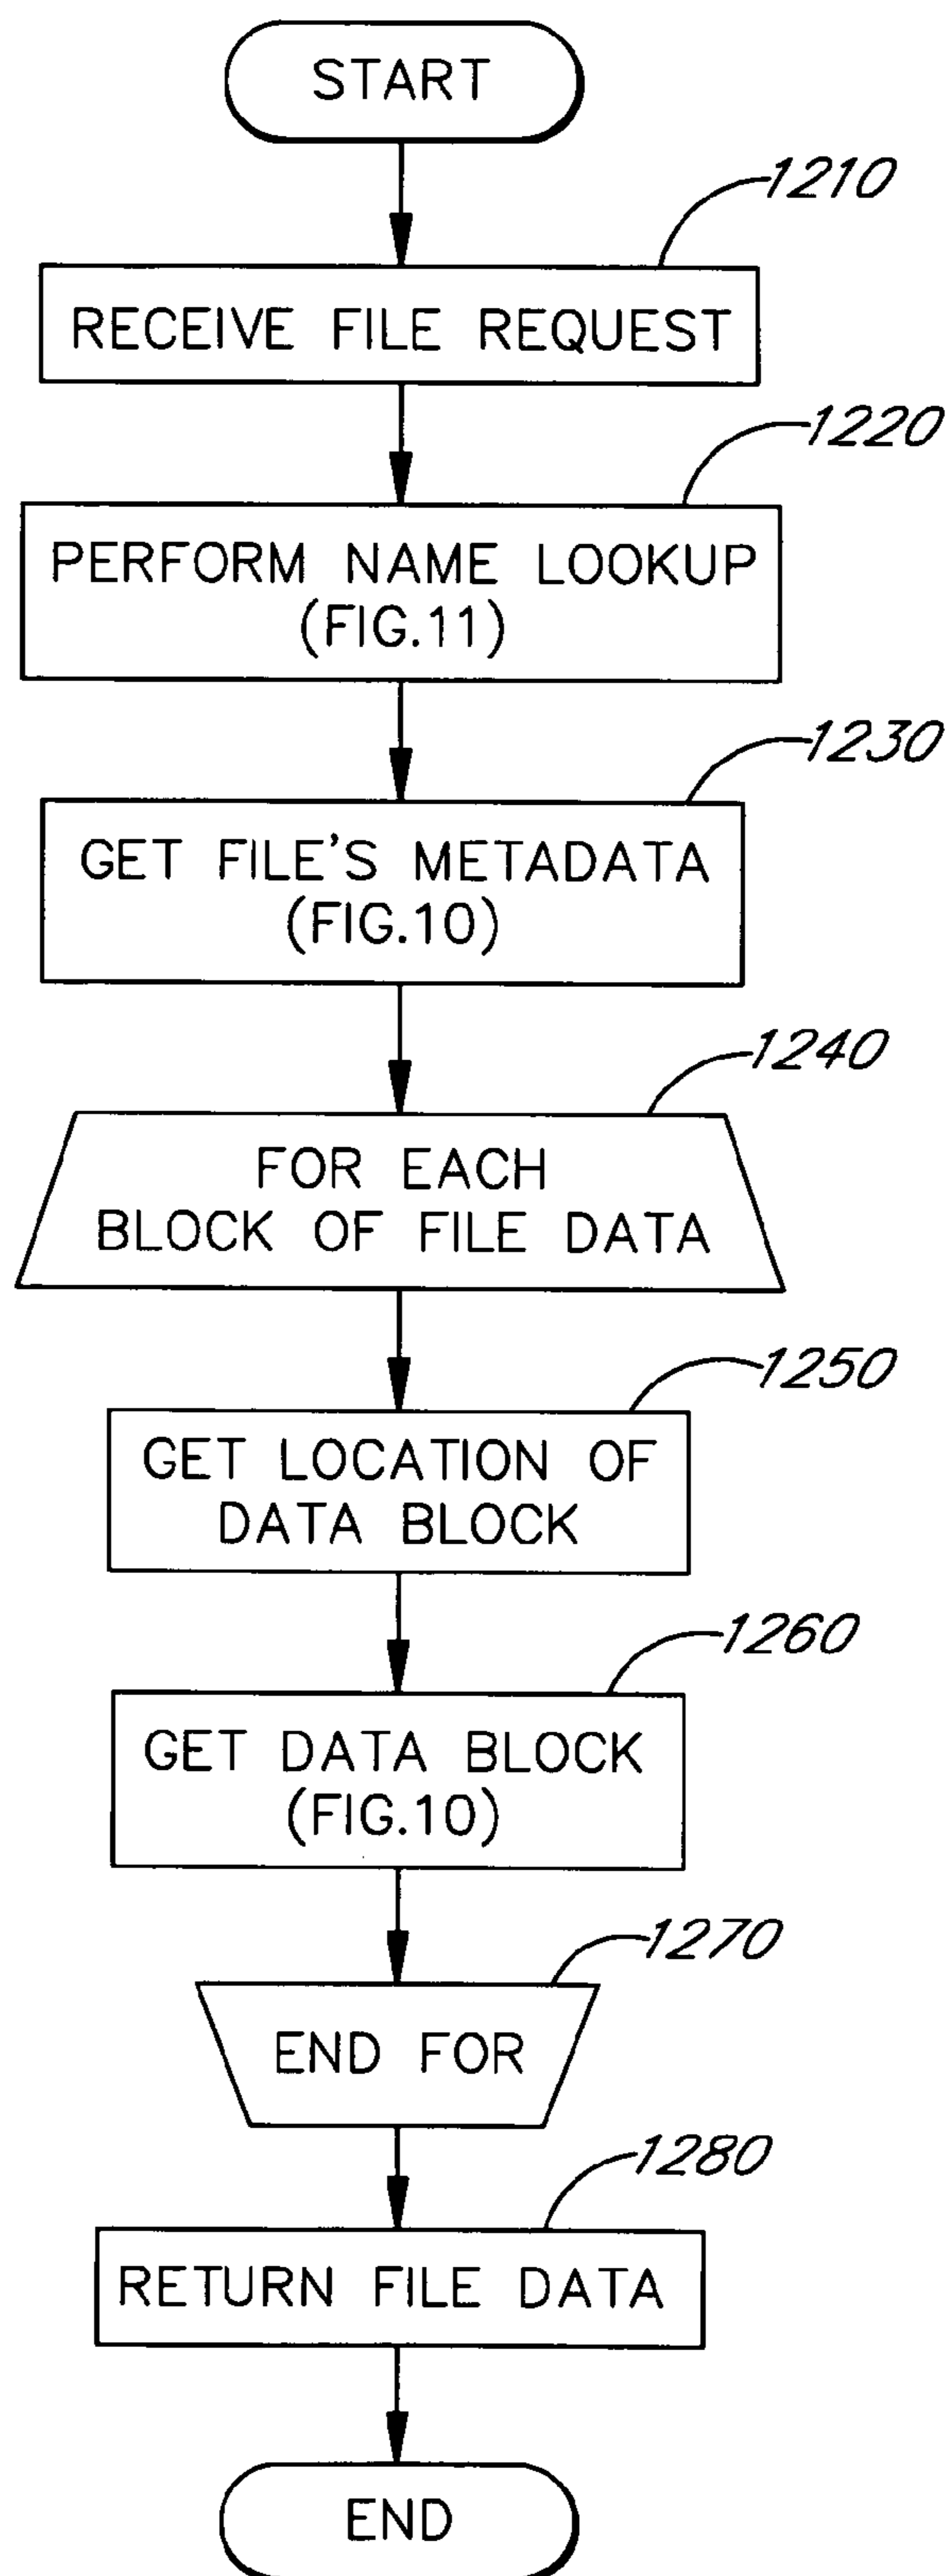 START
1210
RECEIVE FILE REQUEST
1220
PERFORM NAME LOOKUP
(FIG.11)
1230
GET FILE'S METADATA
(FIG.10)
1240
FOR EACH
BLOCK OF FILE DATA
1250
GET LOCATION OF
DATA BLOCK
1260
GET DATA BLOCK
(FIG.10)
1270
END FOR
1280
RETURN FILE DATA
END